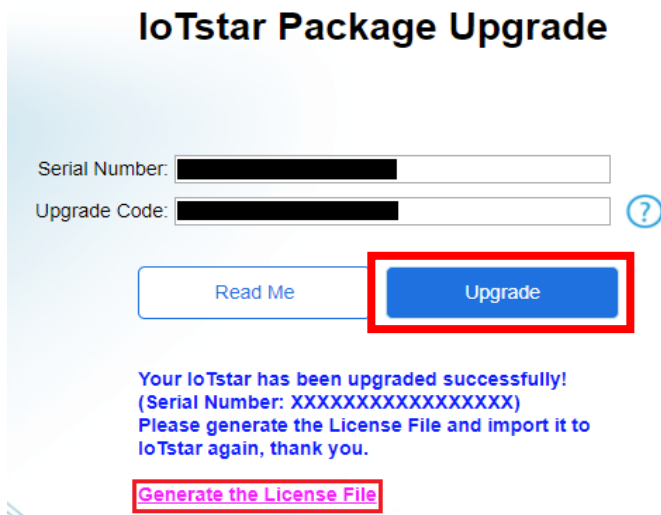 IoTstar Package Upgrade
Serial Number:
Upgrade Code:
?
Read Me
Upgrade
Your IoTstar has been upgraded successfully!
(Serial Number: XXXXXXXXXXXXXXXXX)
Please generate the License File and import it to
IoTstar again, thank you.
Generate the License File